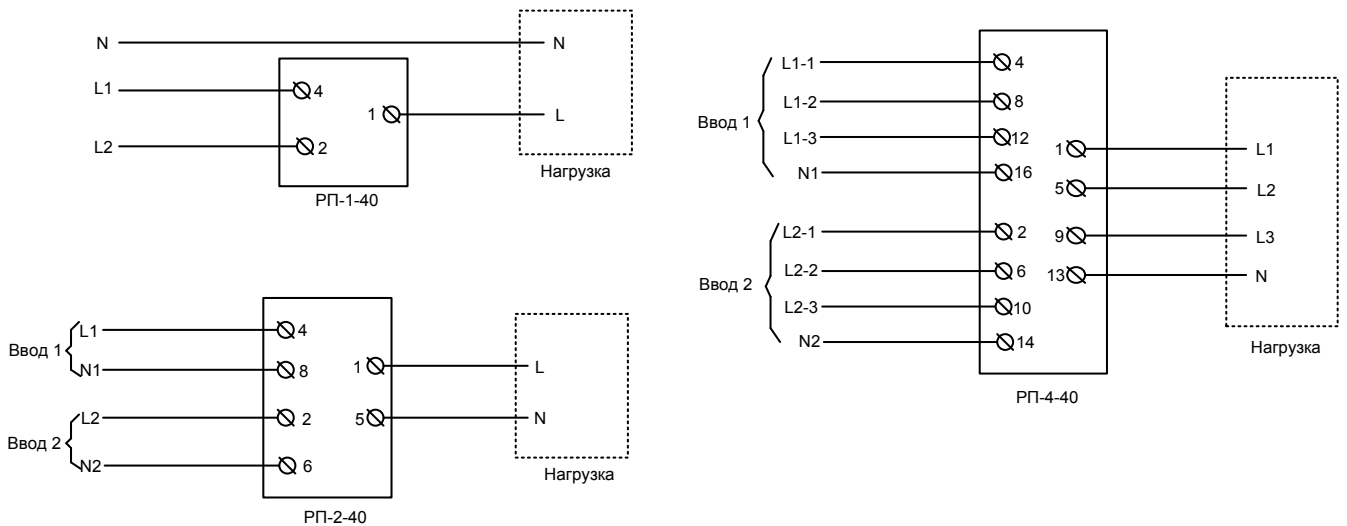 N
N
L1
4
1
L
L2
2
Нагрузка
РП-1-40
Ввод 1
L1
4
N1
8
1
L
Ввод 2
L2
2
5
N
N2
6
Нагрузка
РП-2-40
Ввод 1
L1-1
4
L1-2
8
L1-3
12
N1
16
1
L1
5
L2
Ввод 2
L2-1
2
9
L3
L2-2
6
13
N
L2-3
10
N2
14
Нагрузка
РП-4-40